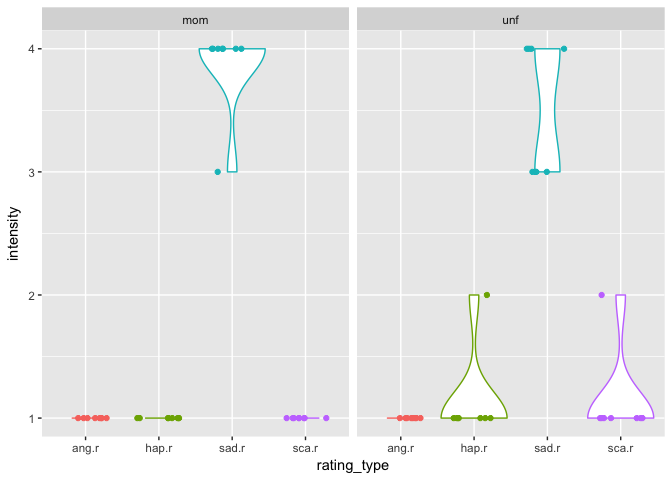 mom unf
4
3
2
1
intensity
ang.r hap.r sad.r sca.r ang.r hap.r sad.r sca.r
rating_type